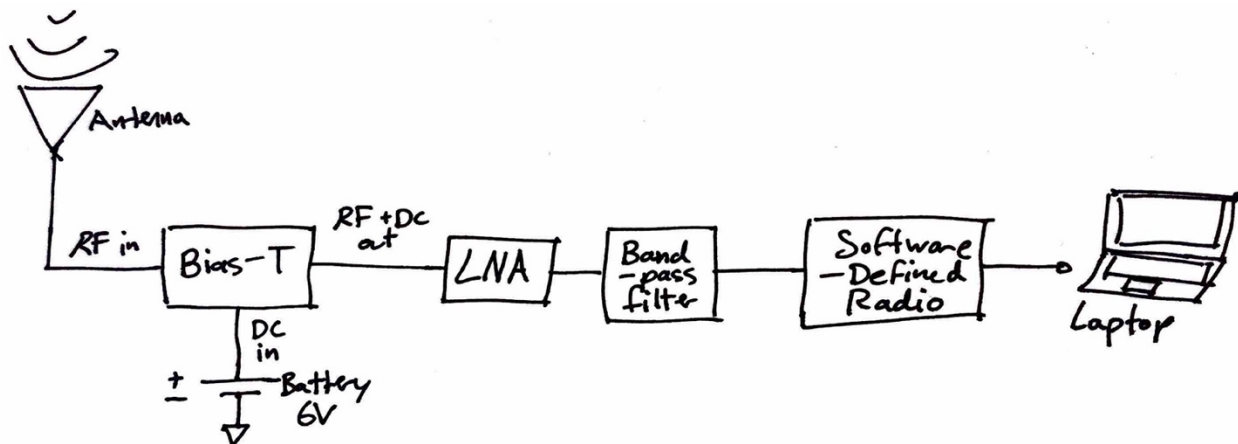 Antenna
RF in
Bias-T
RF + DC
out
DC
in
+
-
Battery
6V
LNA
Band
-pass
filter
Software
-Defined
Radio
Laptop